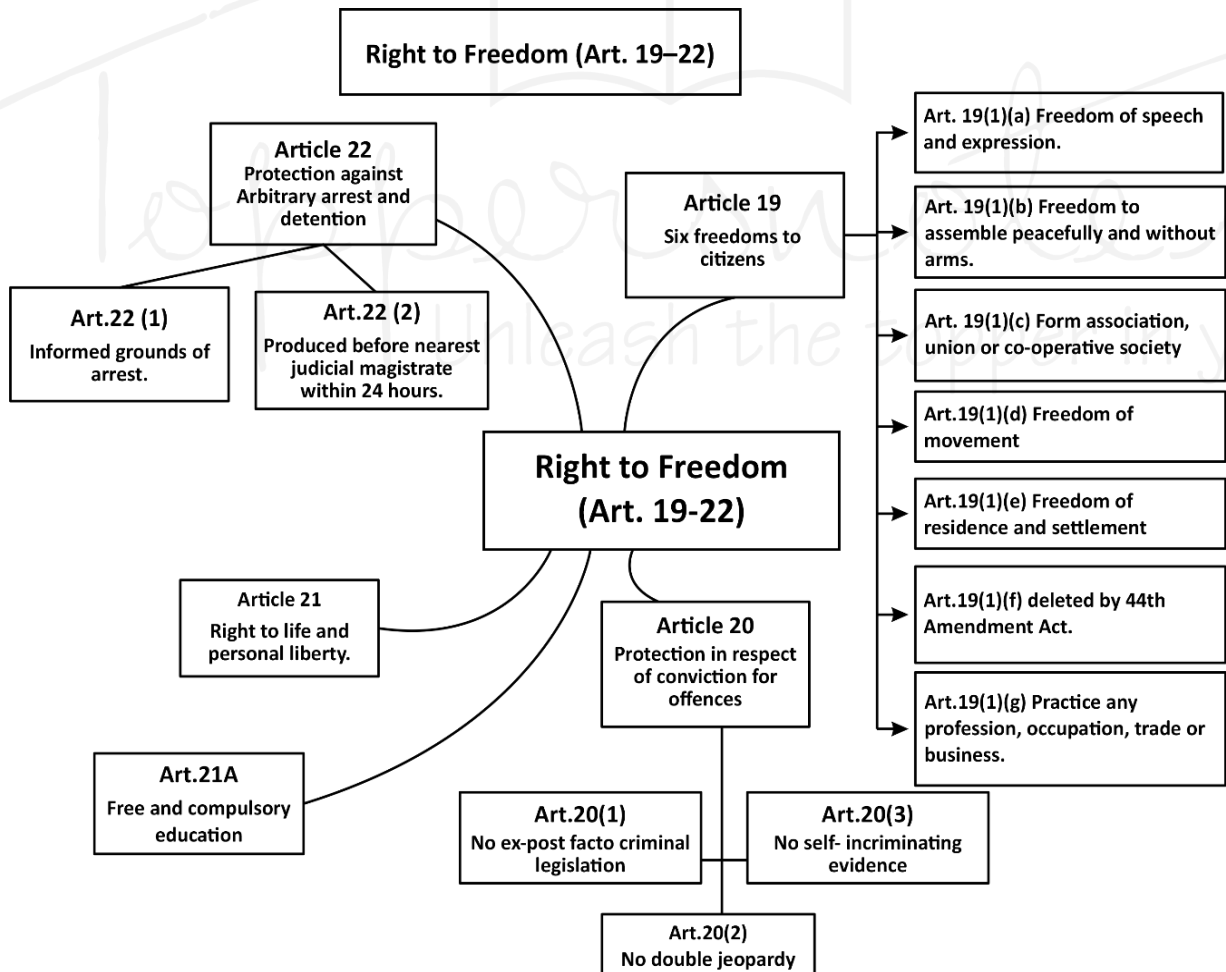 Right to Freedom (Art. 19–22)
Article 22
Protection against
Arbitrary arrest and
detention
Art.22 (1)
Informed grounds of
arrest.
Art.22 (2)
Produced before nearest
judicial magistrate
within 24 hours.
Article 19
Six freedoms to
citizens
Art. 19(1)(a) Freedom of speech
and expression.
Art. 19(1)(b) Freedom to
assemble peacefully and without
arms.
Art. 19(1)(c) Form association,
union or co-operative society
Art.19(1)(d) Freedom of
movement
Art.19(1)(e) Freedom of
residence and settlement
Art.19(1)(f) deleted by 44th
Amendment Act.
Art.19(1)(g) Practice any
profession, occupation, trade or
business.
Right to Freedom
(Art. 19-22)
Article 21
Right to life and
personal liberty.
Art.21A
Free and compulsory
education
Article 20
Protection in respect
of conviction for
offences
Art.20(1)
No ex-post facto criminal
legislation
Art.20(3)
No self- incriminating
evidence
Art.20(2)
No double jeopardy
Toppersnotes
Unleash the topper in y